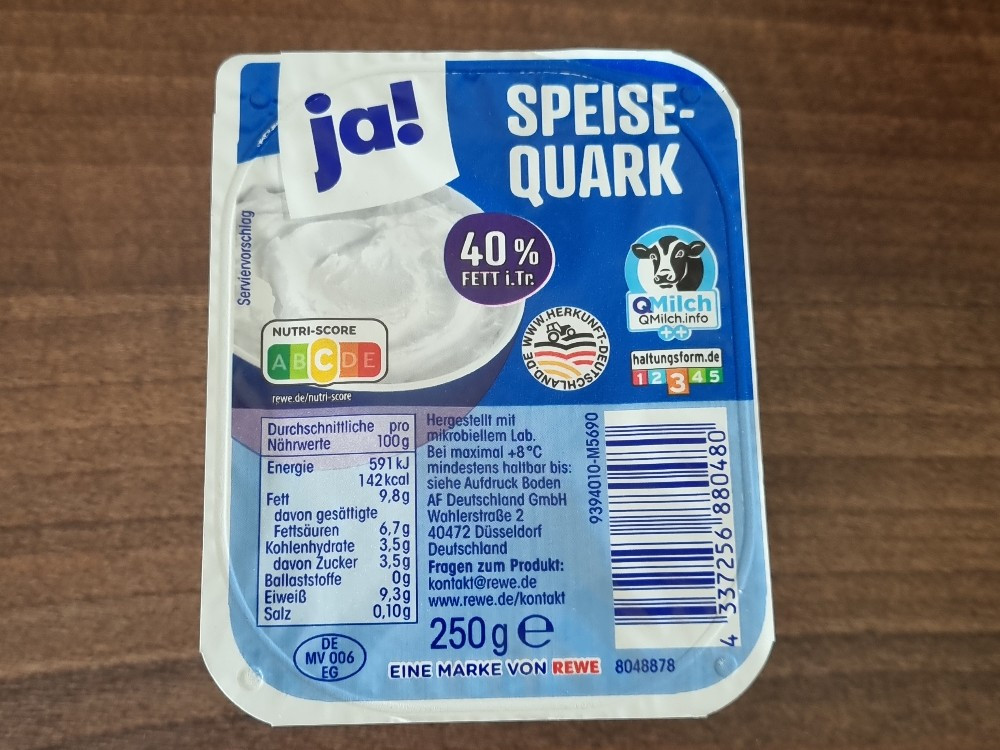 ja!
SPEISE-
QUARK
40%
FETT i.Tr.
Serviervorschlag
QMilch
QMilch.info
++
WWW.HERKUNFT-DEUTSCHLAND.DE
haltungsform.de
1 2 3 4 5
NUTRI-SCORE
A B C D E
rewe.de/nutri-score
Durchschnittliche pro
Nährwerte 100g
Energie 591 kJ
142 kcal
Fett 9,8g
davon gesättigte
Fettsäuren 6,7g
Kohlenhydrate 3,5g
davon Zucker 3,5g
Ballaststoffe 0g
Eiweiß 9,3g
Salz 0,10g
Hergestellt mit
mikrobiellem Lab.
Bei maximal +8°C
mindestens haltbar bis:
siehe Aufdruck Boden
AF Deutschland GmbH
Wahlerstraße 2
40472 Düsseldorf
Deutschland
Fragen zum Produkt:
kontakt@rewe.de
www.rewe.de/kontakt
250g e
9394010-M5690
4 337256 880480
DE
MV 006
EG
EINE MARKE VON REWE
8048878